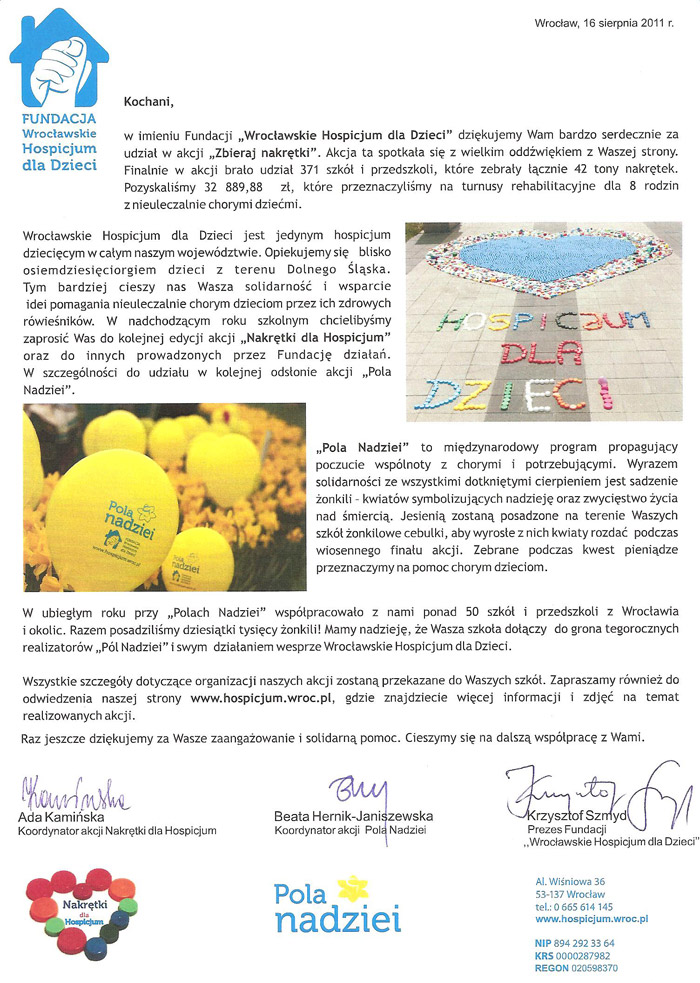 Wrocław, 16 sierpnia 2011 r.
FUNDACJA
Wrocławskie
Hospicjum
dla Dzieci
Kochani,
w imieniu Fundacji „Wrocławskie Hospicjum dla Dzieci” dziękujemy Wam bardzo serdecznie za
udział w akcji „Zbieraj nakrętki”. Akcja ta spotkała się z wielkim oddźwiękiem z Waszej strony.
Finalnie w akcji brało udział 371 szkół i przedszkoli, które zebrały łącznie 42 tony nakrętek.
Pozyskaliśmy 32 889,88 zł, które przeznaczyliśmy na turnusy rehabilitacyjne dla 8 rodzin
z nieuleczalnie chorymi dziećmi.
Wrocławskie Hospicjum dla Dzieci jest jedynym hospicjum
dziecięcym w całym naszym województwie. Opiekujemy się blisko
osiemdziesięciorgiem dzieci z terenu Dolnego Śląska.
Tym bardziej cieszy nas Wasza solidarność i wsparcie
idei pomagania nieuleczalnie chorym dzieciom przez ich zdrowych
rówieśników. W nadchodzącym roku szkolnym chcielibyśmy
zaprosić Was do kolejnej edycji akcji „Nakrętki dla Hospicjum”
oraz do innych prowadzonych przez Fundację działań.
W szczególności do udziału w kolejnej odsłonie akcji „Pola
Nadziei”.
HOSPICJUM
DLA
DZIECI
Pola
nadziei
FUNDACJA
Wrocławskie
Hospicjum
dla Dzieci
www.hospicjum.wroc.pl
Pola
nadziei
„Pola Nadziei” to międzynarodowy program propagujący
poczucie wspólnoty z chorymi i potrzebującymi. Wyrazem
solidarności ze wszystkimi dotkniętymi cierpieniem jest sadzenie
żonkili – kwiatów symbolizujących nadzieję oraz zwycięstwo życia
nad śmiercią. Jesienią zostaną posadzone na terenie Waszych
szkół żonkilowe cebulki, aby wyrosłe z nich kwiaty rozdać podczas
wiosennego finału akcji. Zebrane podczas kwest pieniądze
przeznaczymy na pomoc chorym dzieciom.
W ubiegłym roku przy „Polach Nadziei” współpracowało z nami ponad 50 szkół i przedszkoli z Wrocławia
i okolic. Razem posadziliśmy dziesiątki tysięcy żonkili! Mamy nadzieję, że Wasza szkoła dołączy do grona tegorocznych
realizatorów „Pól Nadziei” i swym działaniem wesprze Wrocławskie Hospicjum dla Dzieci.
Wszystkie szczegóły dotyczące organizacji naszych akcji zostaną przekazane do Waszych szkół. Zapraszamy również do
odwiedzenia naszej strony www.hospicjum.wroc.pl, gdzie znajdziecie więcej informacji i zdjęć na temat
realizowanych akcji.
Raz jeszcze dziękujemy za Wasze zaangażowanie i solidarną pomoc. Cieszymy się na dalszą współpracę z Wami.
Kamińska
Ada Kamińska
Koordynator akcji Nakrętki dla Hospicjum
Beata Hernik-Janiszewska
Koordynator akcji Pola Nadziei
Krzysztof
Krzysztof Szmyd
Prezes Fundacji
,,Wrocławskie Hospicjum dla Dzieci”
Nakrętki
dla
Hospicjum
Pola
nadziei
Al. Wiśniowa 36
53-137 Wrocław
tel.: 0 665 614 145
www.hospicjum.wroc.pl
NIP 894 292 33 64
KRS 0000287982
REGON 020598370